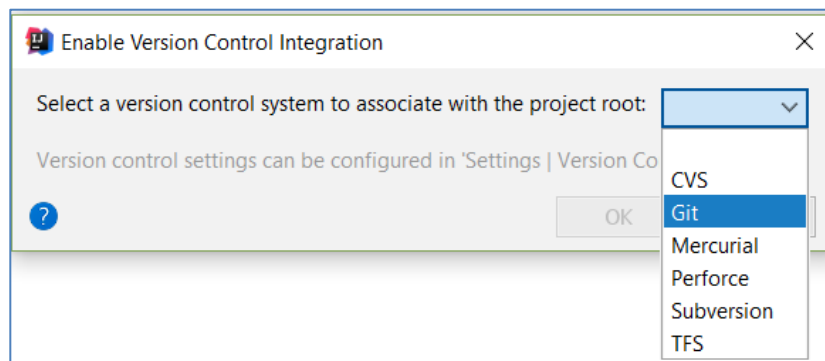 Enable Version Control Integration
Select a version control system to associate with the project root:
Version control settings can be configured in 'Settings | Version Co
CVS
? OK Git
Mercurial
Perforce
Subversion
TFS